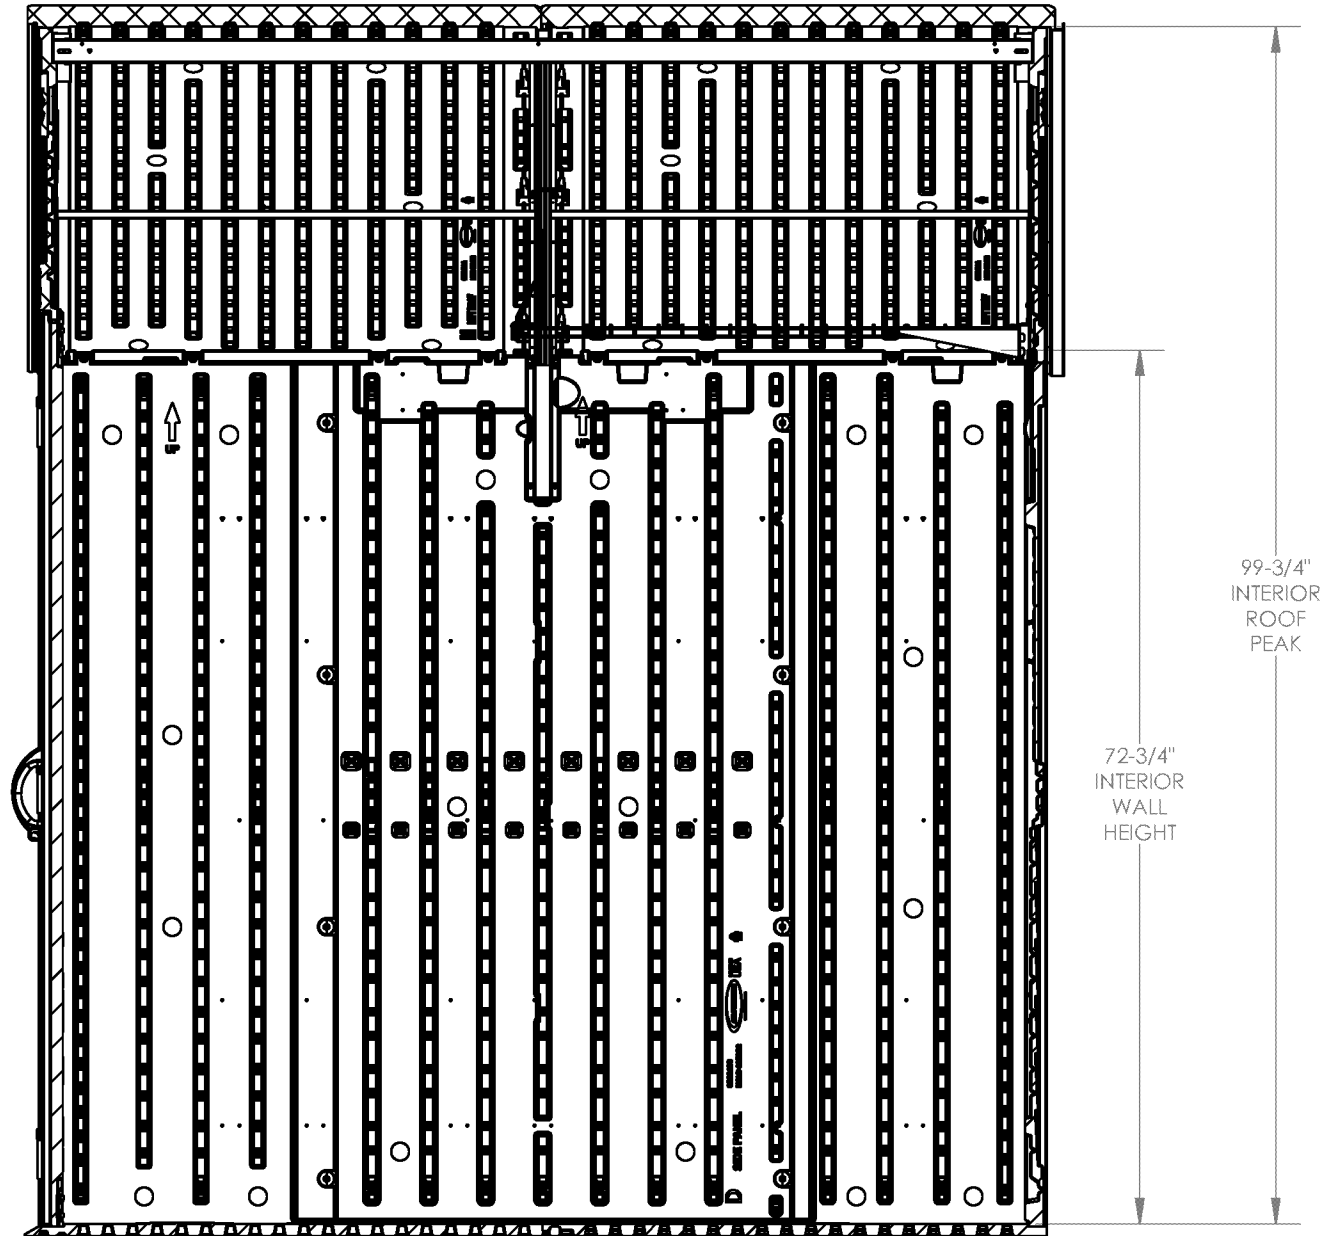 99-3/4"
INTERIOR
ROOF
PEAK
72-3/4"
INTERIOR
WALL
HEIGHT
UP
UP
D SIDE PANEL